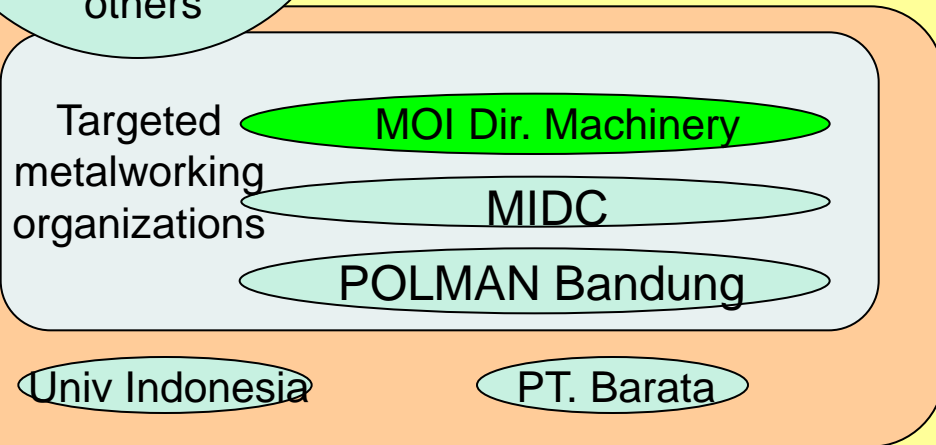 others
Targeted
metalworking
organizations
MOI Dir. Machinery
MIDC
POLMAN Bandung
Univ Indonesia
PT. Barata